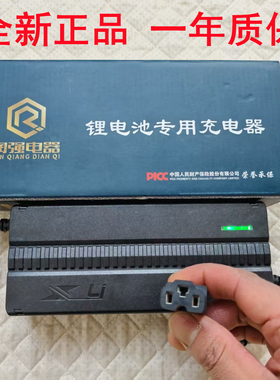 全新正品 一年质保
锂电池专用充电器
强电器
N QIANG DIAN QI
PICC 中国人民财产保险股份有限公司 荣誉承保
Li